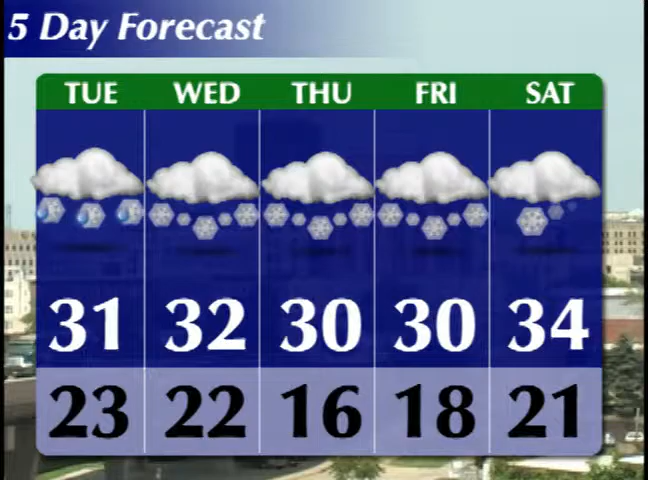 5 Day Forecast
TUE WED THU FRI SAT
31 32 30 30 34
23 22 16 18 21